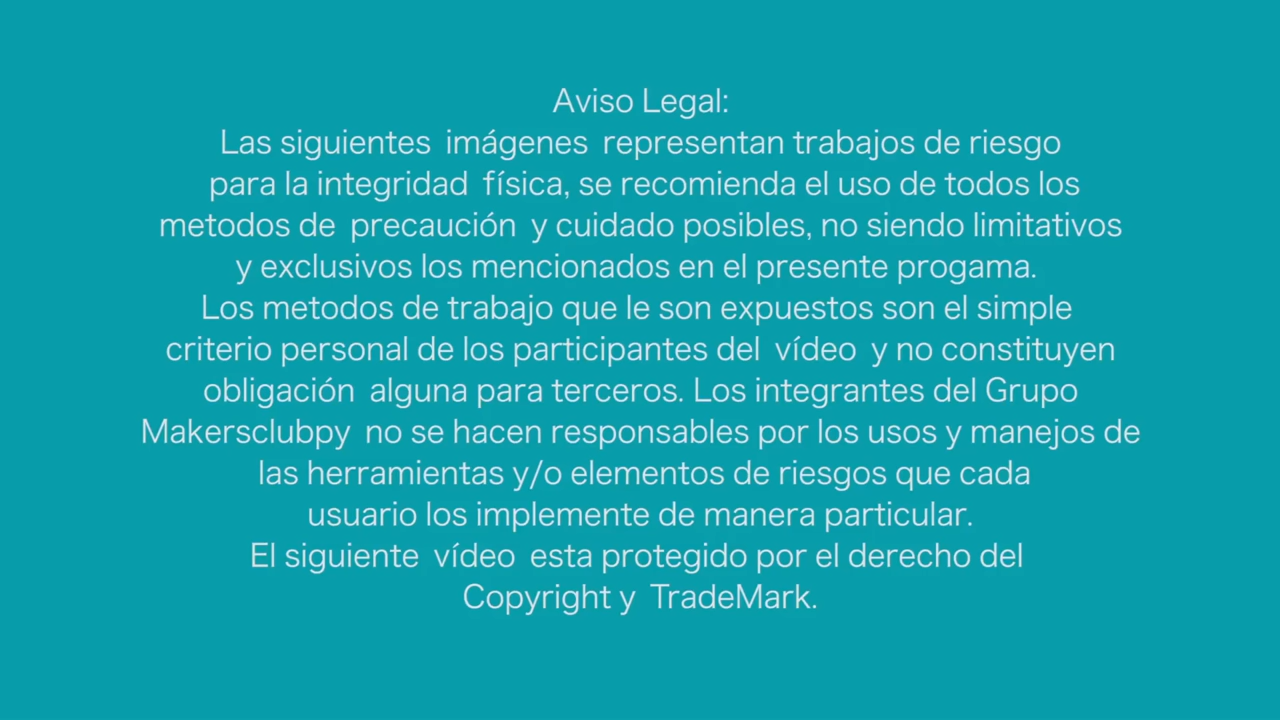 Aviso Legal:
Las siguientes imágenes representan trabajos de riesgo
para la integridad física, se recomienda el uso de todos los
metodos de precaución y cuidado posibles, no siendo limitativos
y exclusivos los mencionados en el presente progama.
Los metodos de trabajo que le son expuestos son el simple
criterio personal de los participantes del vídeo y no constituyen
obligación alguna para terceros. Los integrantes del Grupo
Makersclubpy no se hacen responsables por los usos y manejos de
las herramientas y/o elementos de riesgos que cada
usuario los implemente de manera particular.
El siguiente vídeo esta protegido por el derecho del
Copyright y TradeMark.